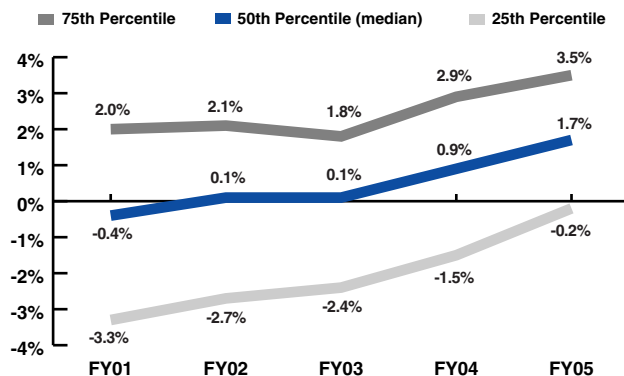 75th Percentile 50th Percentile (median) 25th Percentile
4%
3%
2%
1%
0%
-1%
-2%
-3%
-4%
2.0% 2.1% 1.8% 2.9% 3.5%
-0.4% 0.1% 0.1% 0.9% 1.7%
-3.3% -2.7% -2.4% -1.5% -0.2%
FY01 FY02 FY03 FY04 FY05